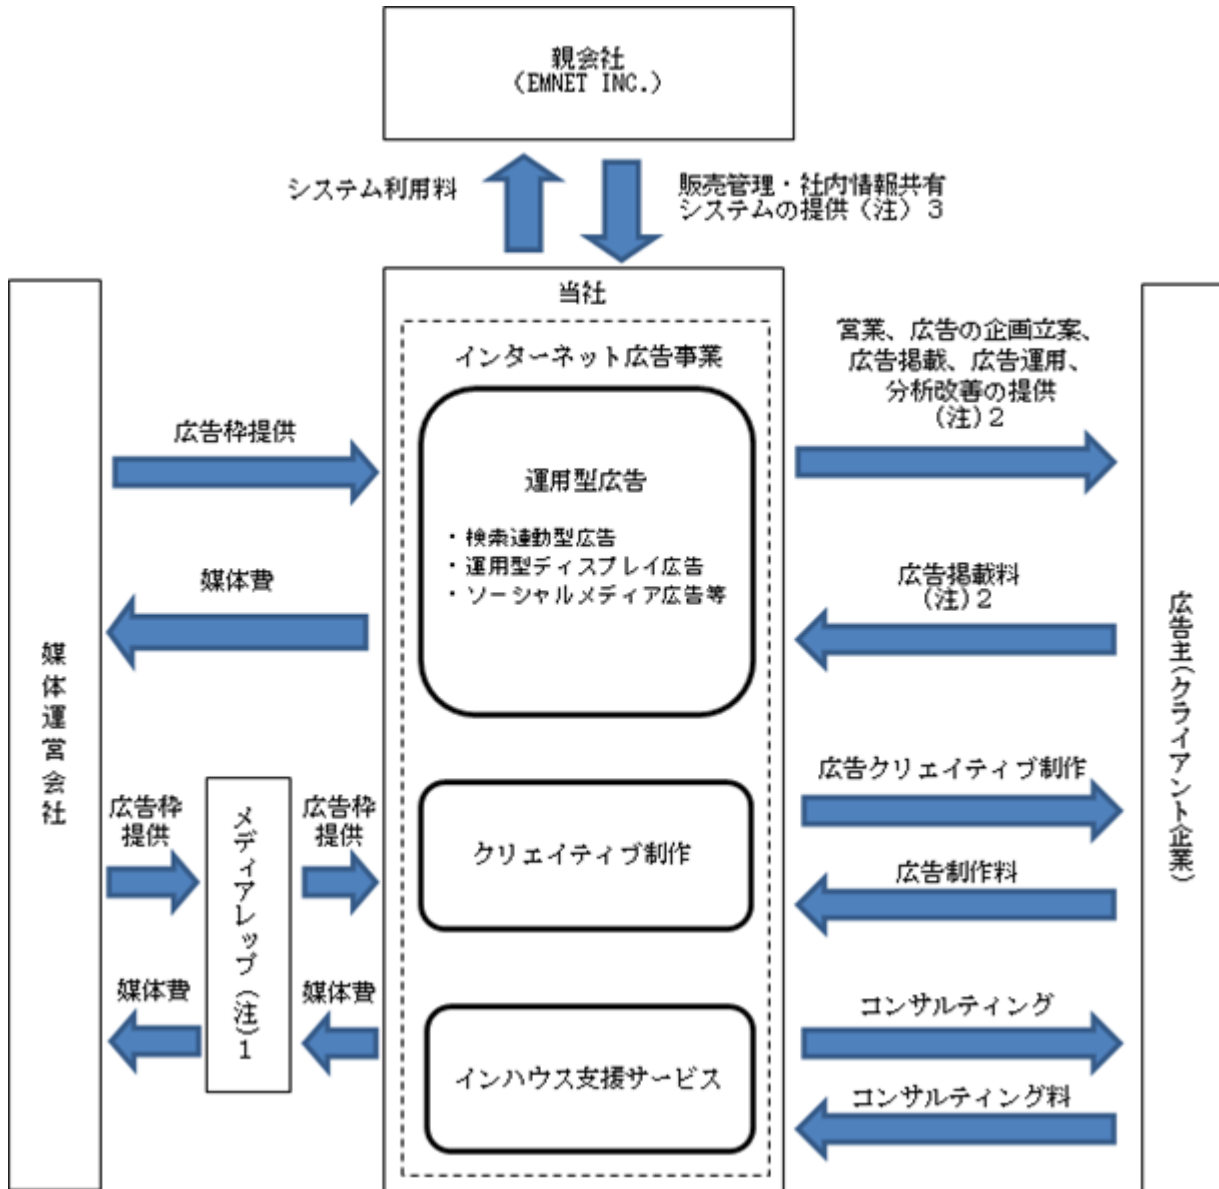 親会社
（EMNET INC.）
システム利用料
販売管理・社内情報共有
システムの提供（注）３
当社
インターネット広告事業
運用型広告
・検索連動型広告
・運用型ディスプレイ広告
・ソーシャルメディア広告等
クリエイティブ制作
インハウス支援サービス
媒体運営会社
広告枠提供
媒体費
広告枠
提供
メディアレップ（注）１
広告枠
提供
媒体費
媒体費
営業、広告の企画立案、
広告掲載、広告運用、
分析改善の提供
（注）２
広告掲載料
（注）２
広告クリエイティブ制作
広告制作料
コンサルティング
コンサルティング料
広告主（クライアント企業）